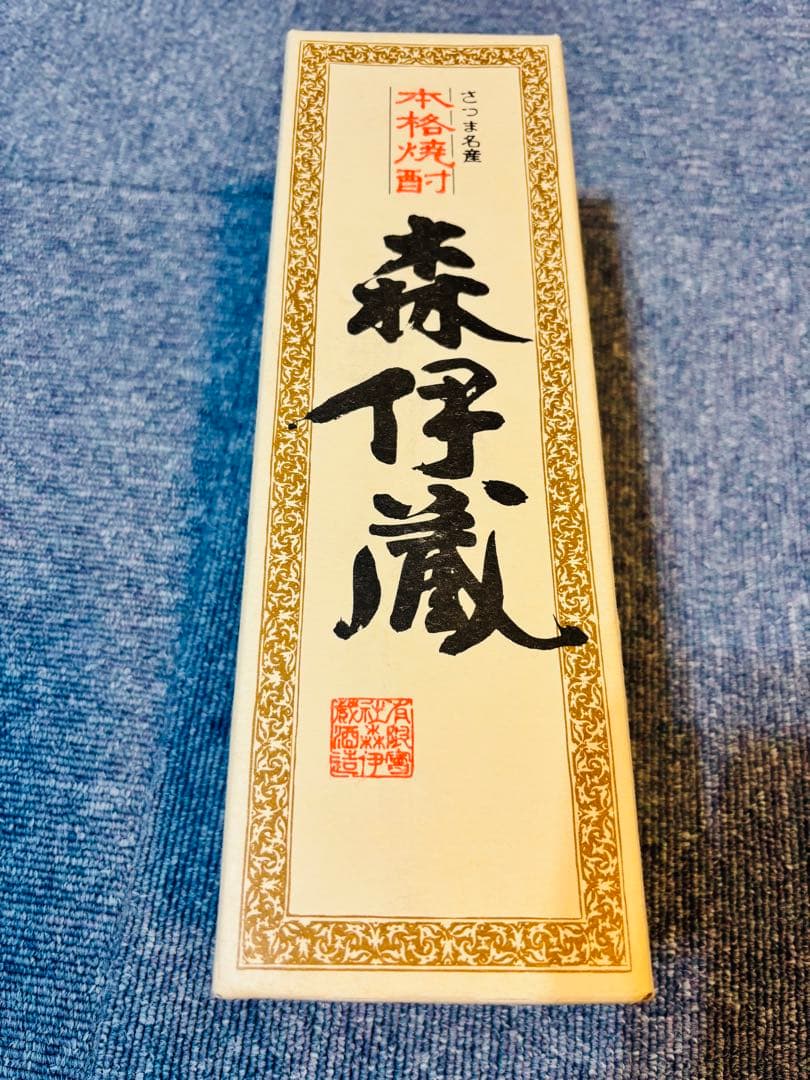 さつま名産
本格焼酎
森伊蔵
有限會
社森伊
蔵酒造